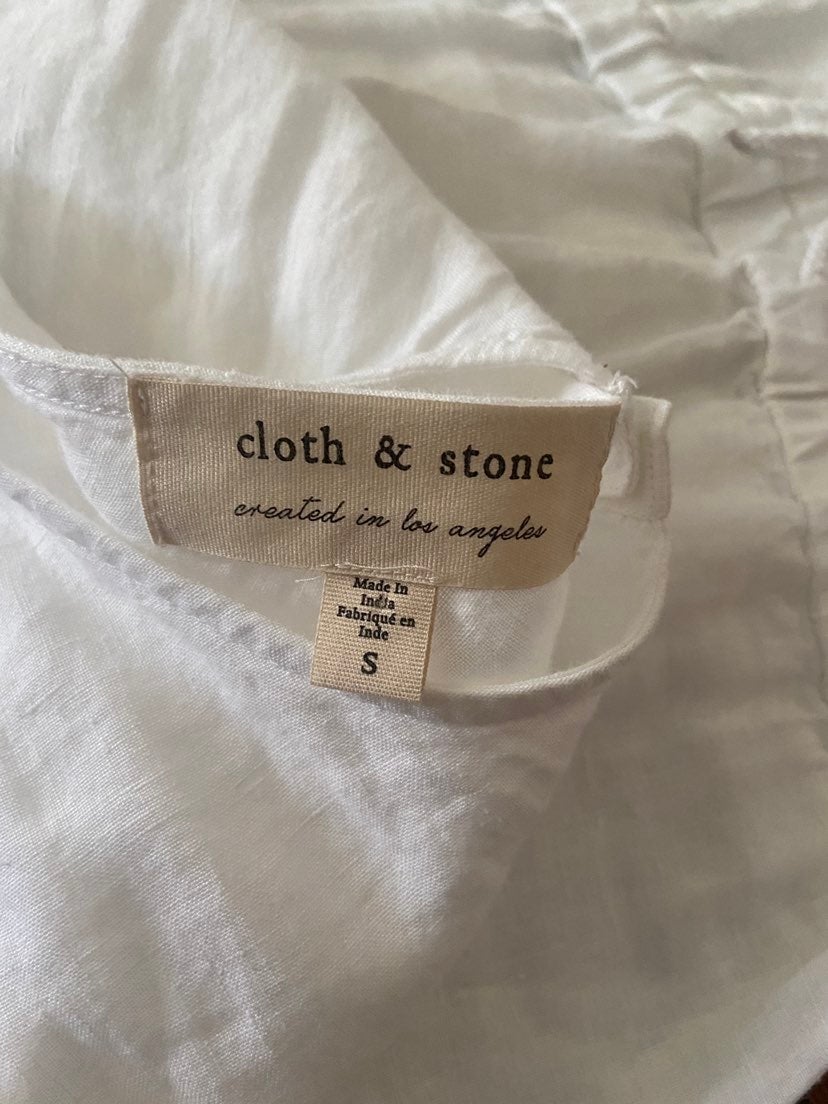 cloth & stone
created in los angeles
Made In
India
Fabriqué en
Inde
S